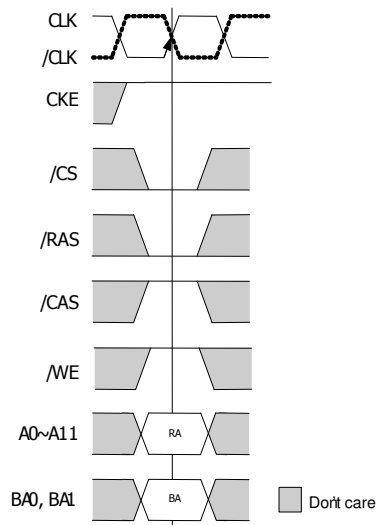 CLK
/CLK
CKE
/CS
/RAS
/CAS
/WE
A0~A11
RA
BA0, BA1
BA
Don't care